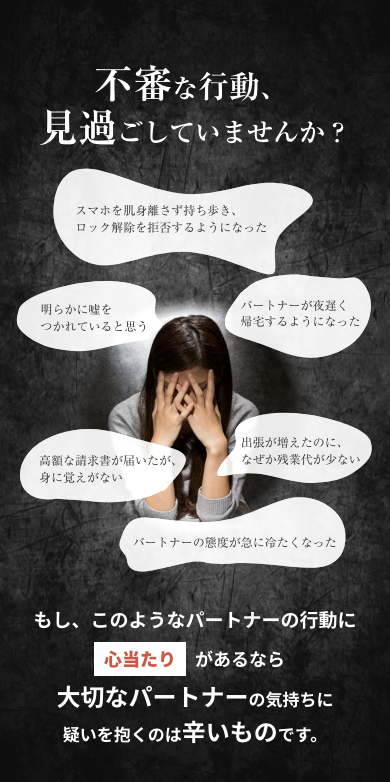 不審な行動、
見過ごしていませんか？
スマホを肌身離さず持ち歩き、
ロック解除を拒否するようになった
明らかに嘘を
つかれていると思う
パートナーが夜遅く
帰宅するようになった
高額な請求書が届いたが、
身に覚えがない
出張が増えたのに、
なぜか残業代が少ない
パートナーの態度が急に冷たくなった
もし、このようなパートナーの行動に
心当たり があるなら
大切なパートナーの気持ちに
疑いを抱くのは辛いものです。